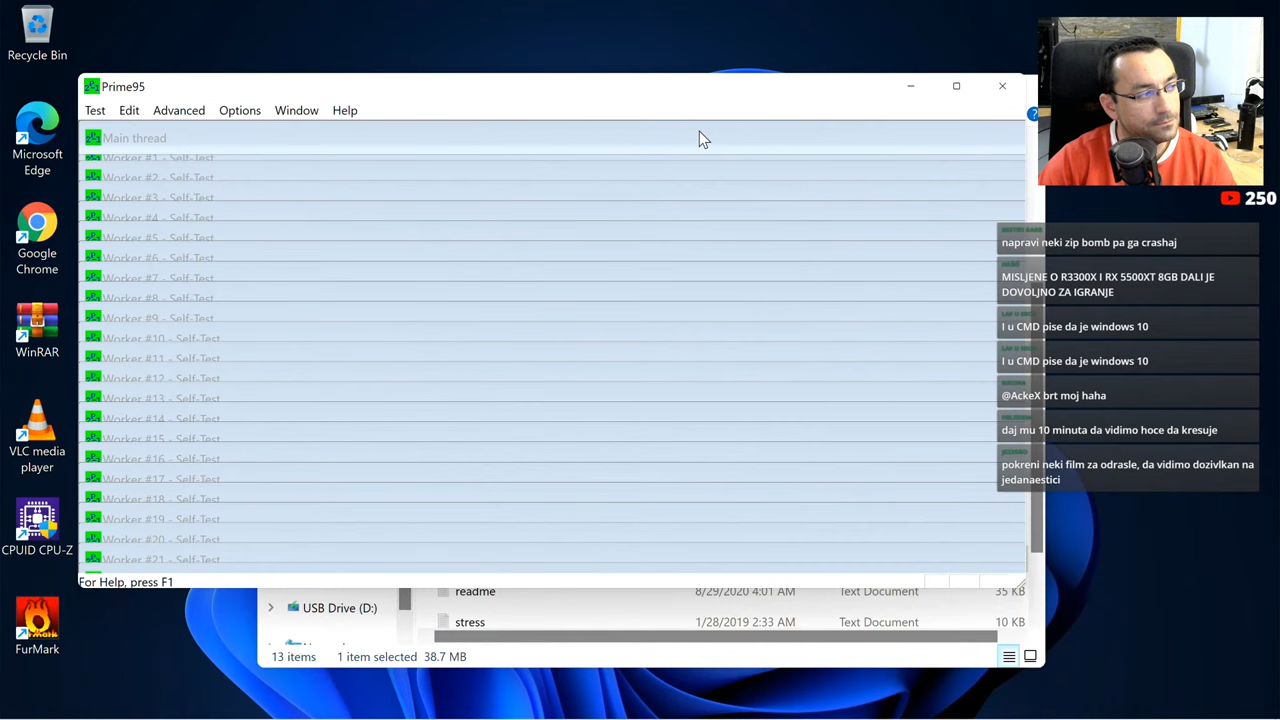 Recycle Bin
Microsoft
Edge
Google
Chrome
WinRAR
VLC media
player
CPUID CPU-Z
FurMark
Prime95
Test Edit Advanced Options Window Help
Main thread
Worker #1 - Self-Test
Worker #2 - Self-Test
Worker #3 - Self-Test
Worker #4 - Self-Test
Worker #5 - Self-Test
Worker #6 - Self-Test
Worker #7 - Self-Test
Worker #8 - Self-Test
Worker #9 - Self-Test
Worker #10 - Self-Test
Worker #11 - Self-Test
Worker #12 - Self-Test
Worker #13 - Self-Test
Worker #14 - Self-Test
Worker #15 - Self-Test
Worker #16 - Self-Test
Worker #17 - Self-Test
Worker #18 - Self-Test
Worker #19 - Self-Test
Worker #20 - Self-Test
Worker #21 - Self-Test
For Help, press F1
readme 8/29/2020 4:01 AM Text Document 35 KB
USB Drive (D:)
stress 1/28/2019 2:33 AM Text Document 10 KB
13 items 1 item selected 38.7 MB
250
napravi neki zip bomb pa ga crashaj
MISLJENE O R3300X I RX 5500XT 8GB DALI JE
DOVOLJNO ZA IGRANJE
I u CMD pise da je windows 10
I u CMD pise da je windows 10
@AckeX brt moj haha
daj mu 10 minuta da vidimo hoce da kresuje
pokreni neki film za odrasle, da vidimo dozivlkan na
jedanaestici